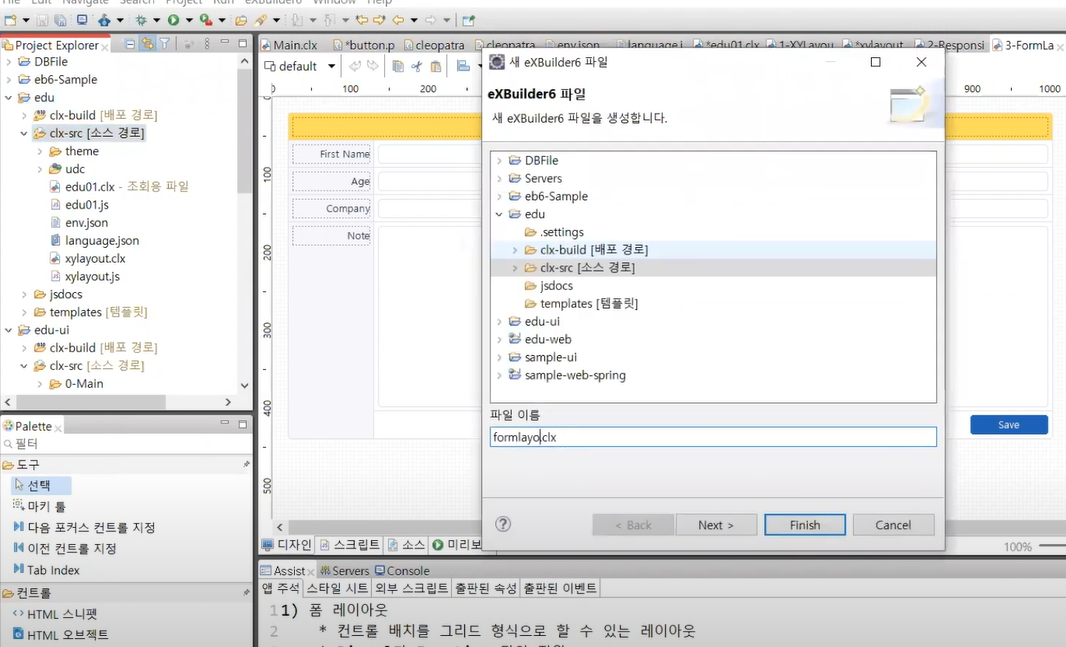 File Edit Navigate Search Project Run eXBuilder6 Window Help
Project Explorer
DBFile
eb6-Sample
edu
clx-build [배포 경로]
clx-src [소스 경로]
theme
udc
edu01.clx - 조회용 파일
edu01.js
env.json
language.json
xylayout.clx
xylayout.js
jsdocs
templates [템플릿]
edu-ui
clx-build [배포 경로]
clx-src [소스 경로]
0-Main
Palette
필터
도구
선택
마키 툴
다음 포커스 컨트롤 지정
이전 컨트롤 지정
Tab Index
컨트롤
HTML 스니펫
HTML 오브젝트
Main.clx *button.p cleopatra cleopatra env.json language.j *edu01.clx 1-XYLayou *xylayout 2-Responsi 3-FormLa
default
0 100 200 900 1000
100
200
300
400
500
First Name
Age
Company
Note
Save
디자인 스크립트 소스 미리보
100%
새 eXBuilder6 파일
eXBuilder6 파일
새 eXBuilder6 파일을 생성합니다.
DBFile
Servers
eb6-Sample
edu
.settings
clx-build [배포 경로]
clx-src [소스 경로]
jsdocs
templates [템플릿]
edu-ui
edu-web
sample-ui
sample-web-spring
파일 이름
formlayo.clx
< Back Next > Finish Cancel
Assist Servers Console
앱 주석 스타일 시트 외부 스크립트 출판된 속성 출판된 이벤트
1 1) 폼 레이아웃
2 * 컨트롤 배치를 그리드 형식으로 할 수 있는 레이아웃